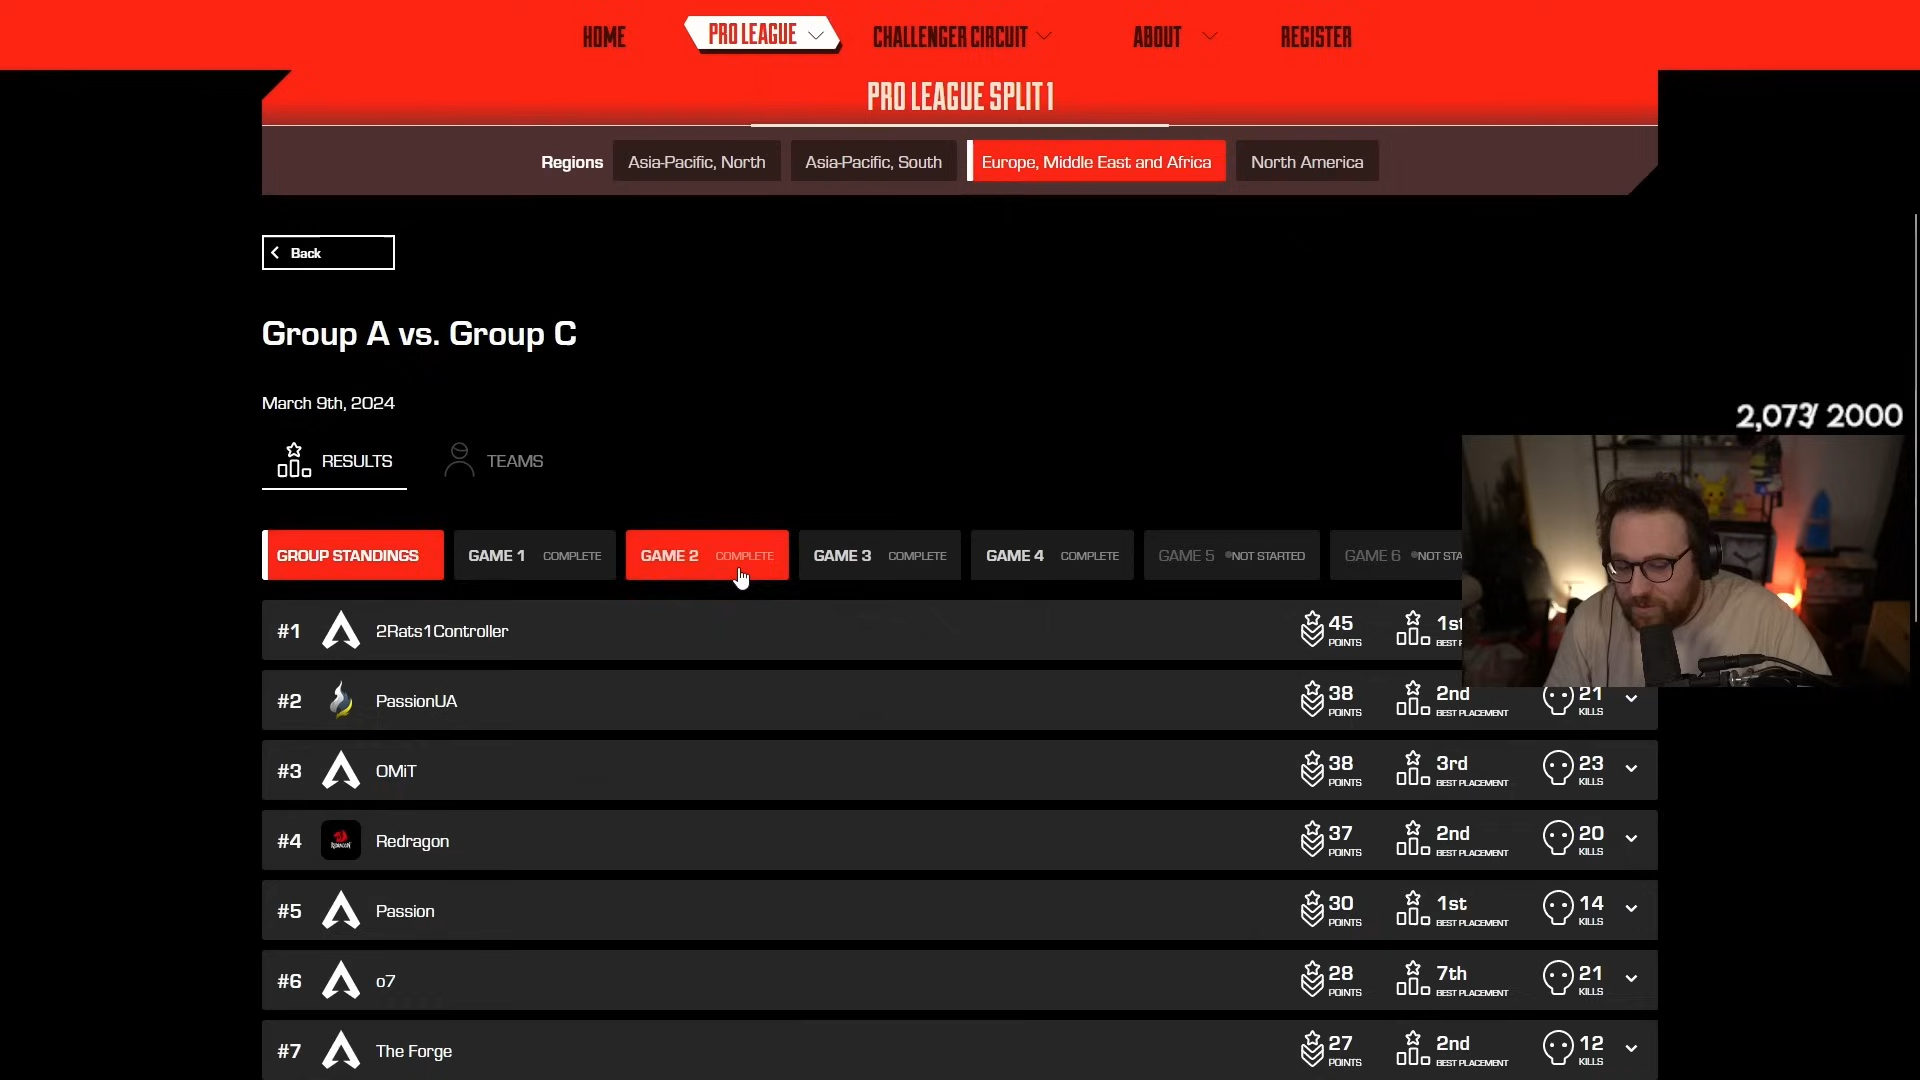 HOME
PRO LEAGUE
CHALLENGER CIRCUIT
ABOUT
REGISTER
PRO LEAGUE SPLIT 1
Regions
Asia-Pacific, North
Asia-Pacific, South
Europe, Middle East and Africa
North America
Back
Group A vs. Group C
March 9th, 2024
2,073/ 2000
RESULTS
TEAMS
GROUP STANDINGS
GAME 1 COMPLETE
GAME 2 COMPLETE
GAME 3 COMPLETE
GAME 4 COMPLETE
GAME 5 NOT STARTED
GAME 6 NOT STA
#1 2Rats1Controller 45 POINTS 1st BEST P
#2 PassionUA 38 POINTS 2nd BEST PLACEMENT 21 KILLS
#3 OMiT 38 POINTS 3rd BEST PLACEMENT 23 KILLS
#4 REDRAGON Redragon 37 POINTS 2nd BEST PLACEMENT 20 KILLS
#5 Passion 30 POINTS 1st BEST PLACEMENT 14 KILLS
#6 o7 28 POINTS 7th BEST PLACEMENT 21 KILLS
#7 The Forge 27 POINTS 2nd BEST PLACEMENT 12 KILLS